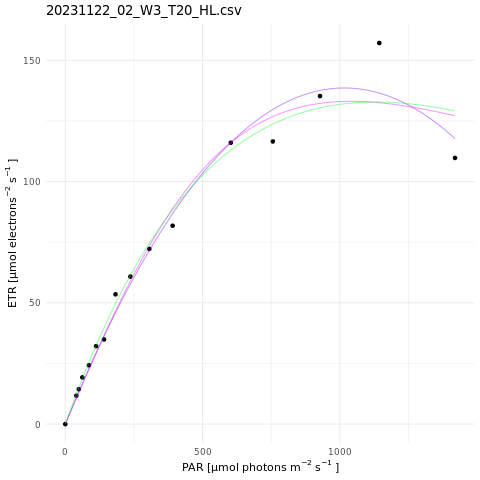 20231122_02_W3_T20_HL.csv
150
100
50
0
ETR [μmol electrons⁻² s⁻¹ ]
0
500
1000
PAR [μmol photons m⁻² s⁻¹ ]